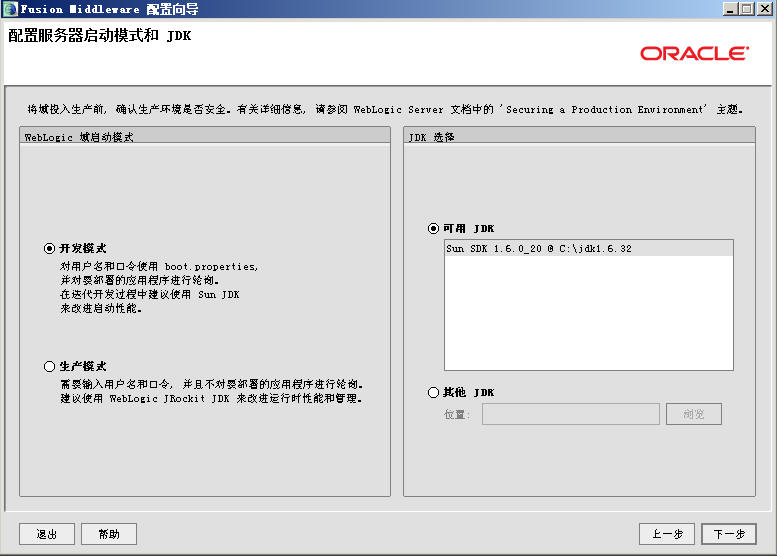 Fusion Middleware 配置向导
配置服务器启动模式和 JDK
ORACLE
将域投入生产前, 确认生产环境是否安全。有关详细信息, 请参阅 WebLogic Server 文档中的 'Securing a Production Environment' 主题。
WebLogic 域启动模式
开发模式
对用户名和口令使用 boot.properties,
并对要部署的应用程序进行轮询。
在迭代开发过程中建议使用 Sun JDK
来改进启动性能。
生产模式
需要输入用户名和口令, 并且不对要部署的应用程序进行轮询。
建议使用 WebLogic JRockit JDK 来改进运行时性能和管理。
JDK 选择
可用 JDK
Sun SDK 1.6.0_20 @ C:\jdk1.6.32
其他 JDK
位置:
浏览
退出
帮助
上一步
下一步